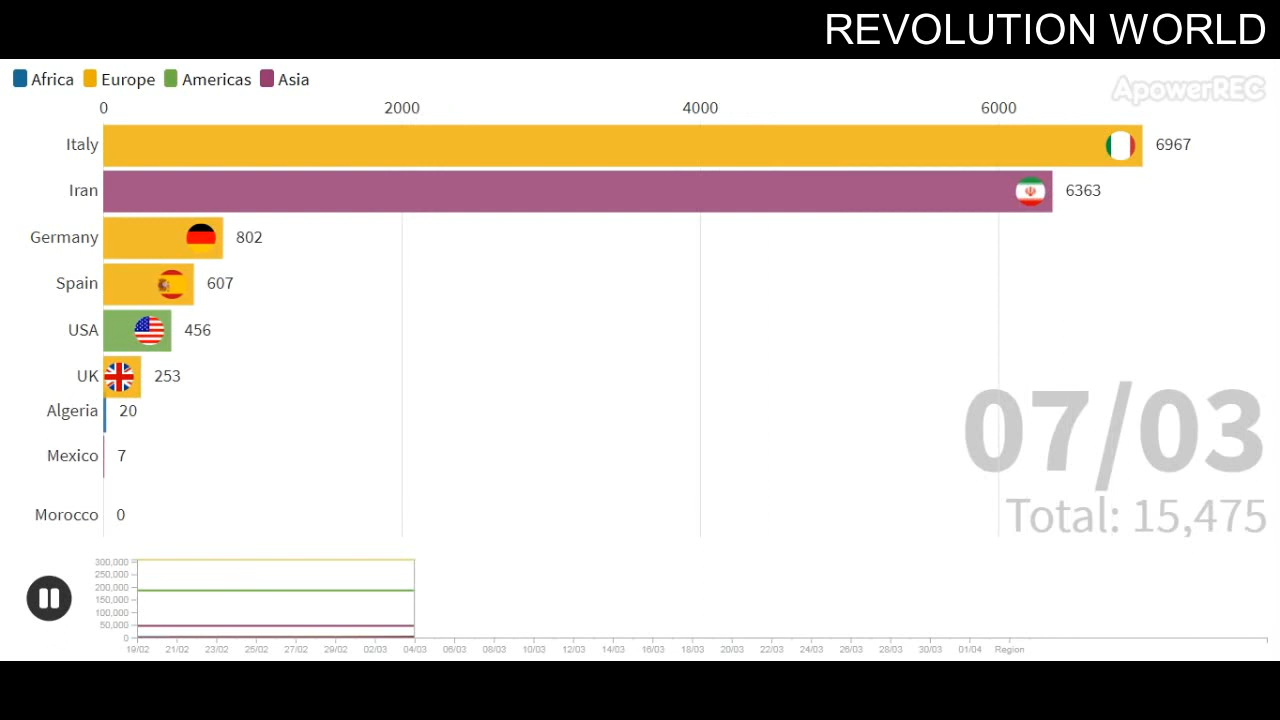 REVOLUTION WORLD
Africa Europe Americas Asia
ApowerREC
0 2000 4000 6000
Italy 6967
Iran 6363
Germany 802
Spain 607
USA 456
UK 253
Algeria 20
Mexico 7
Morocco 0
07/03
Total: 15,475
300,000
250,000
200,000
150,000
100,000
50,000
0
19/02 21/02 23/02 25/02 27/02 29/02 02/03 04/03 06/03 08/03 10/03 12/03 14/03 16/03 18/03 20/03 22/03 24/03 26/03 28/03 30/03 01/04 Region